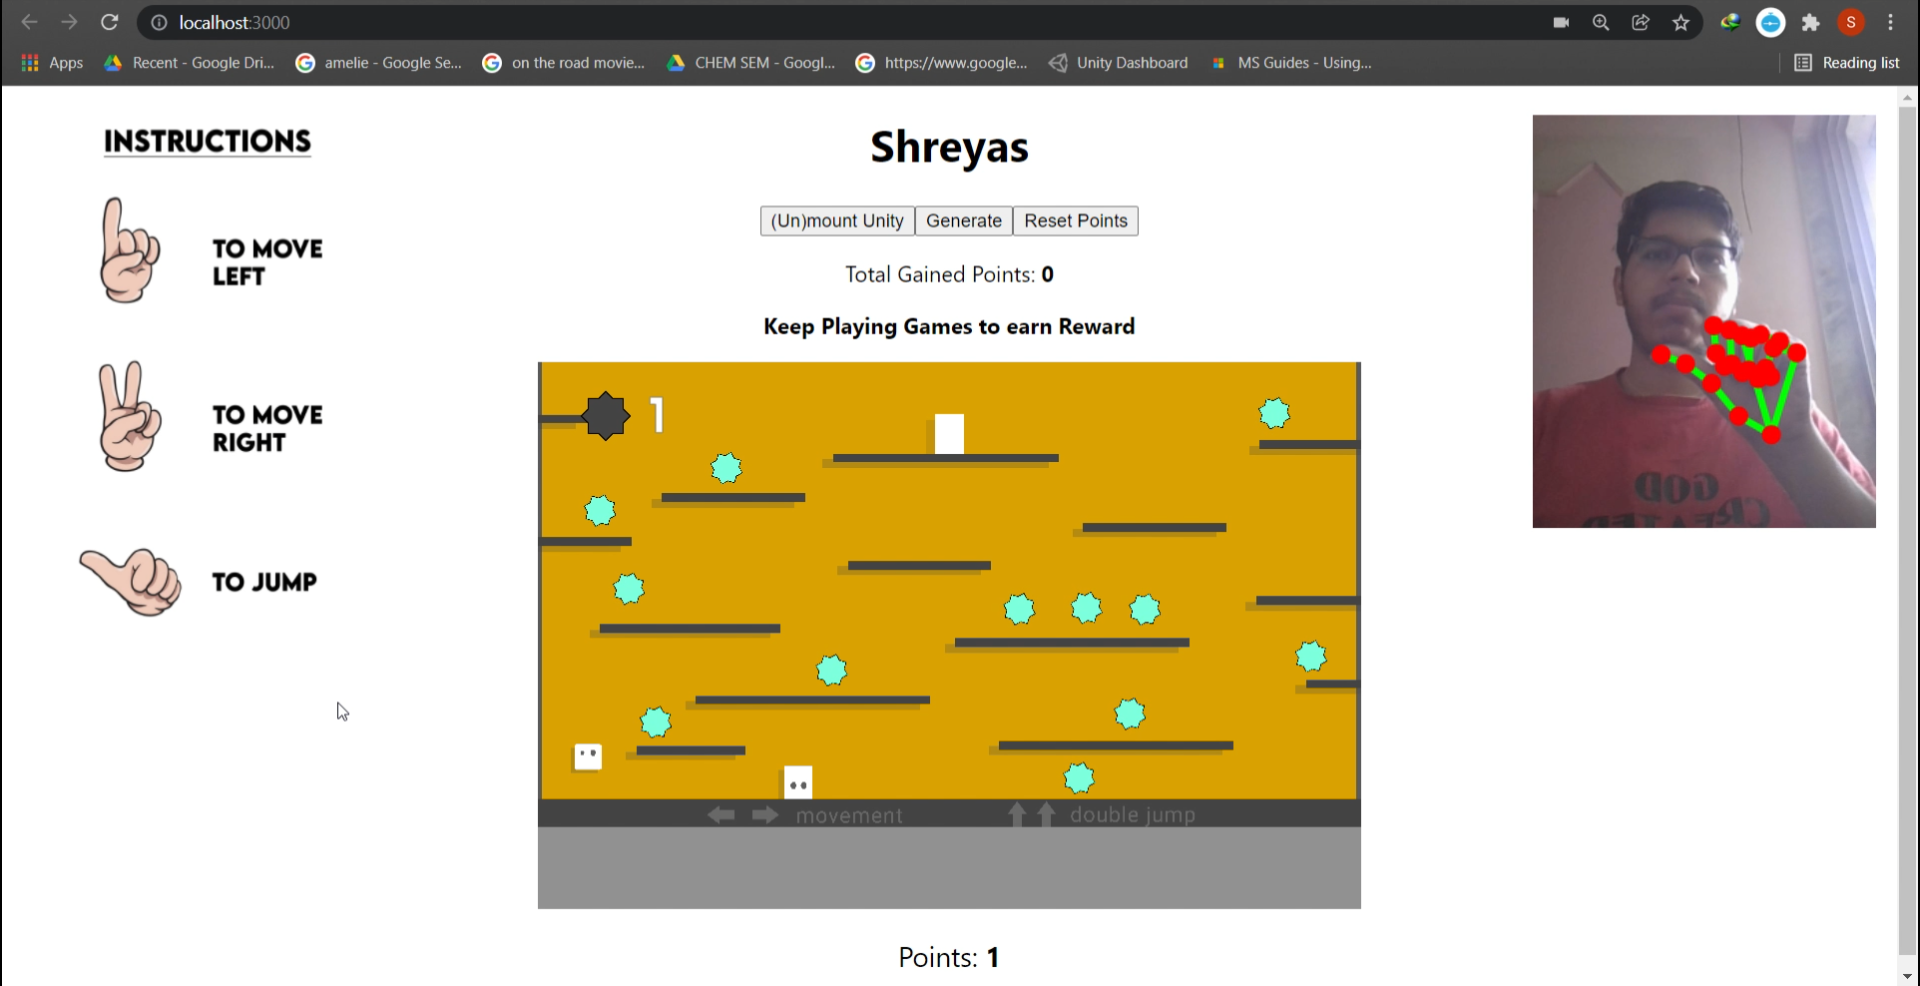 localhost:3000
S
Apps
Recent - Google Dri...
amelie - Google Se...
on the road movie...
CHEM SEM - Googl...
https://www.google...
Unity Dashboard
MS Guides - Using...
Reading list
INSTRUCTIONS
TO MOVE
LEFT
TO MOVE
RIGHT
TO JUMP
Shreyas
(Un)mount Unity
Generate
Reset Points
Total Gained Points: 0
Keep Playing Games to earn Reward
1
movement
double jump
Points: 1
GOD
CREATED